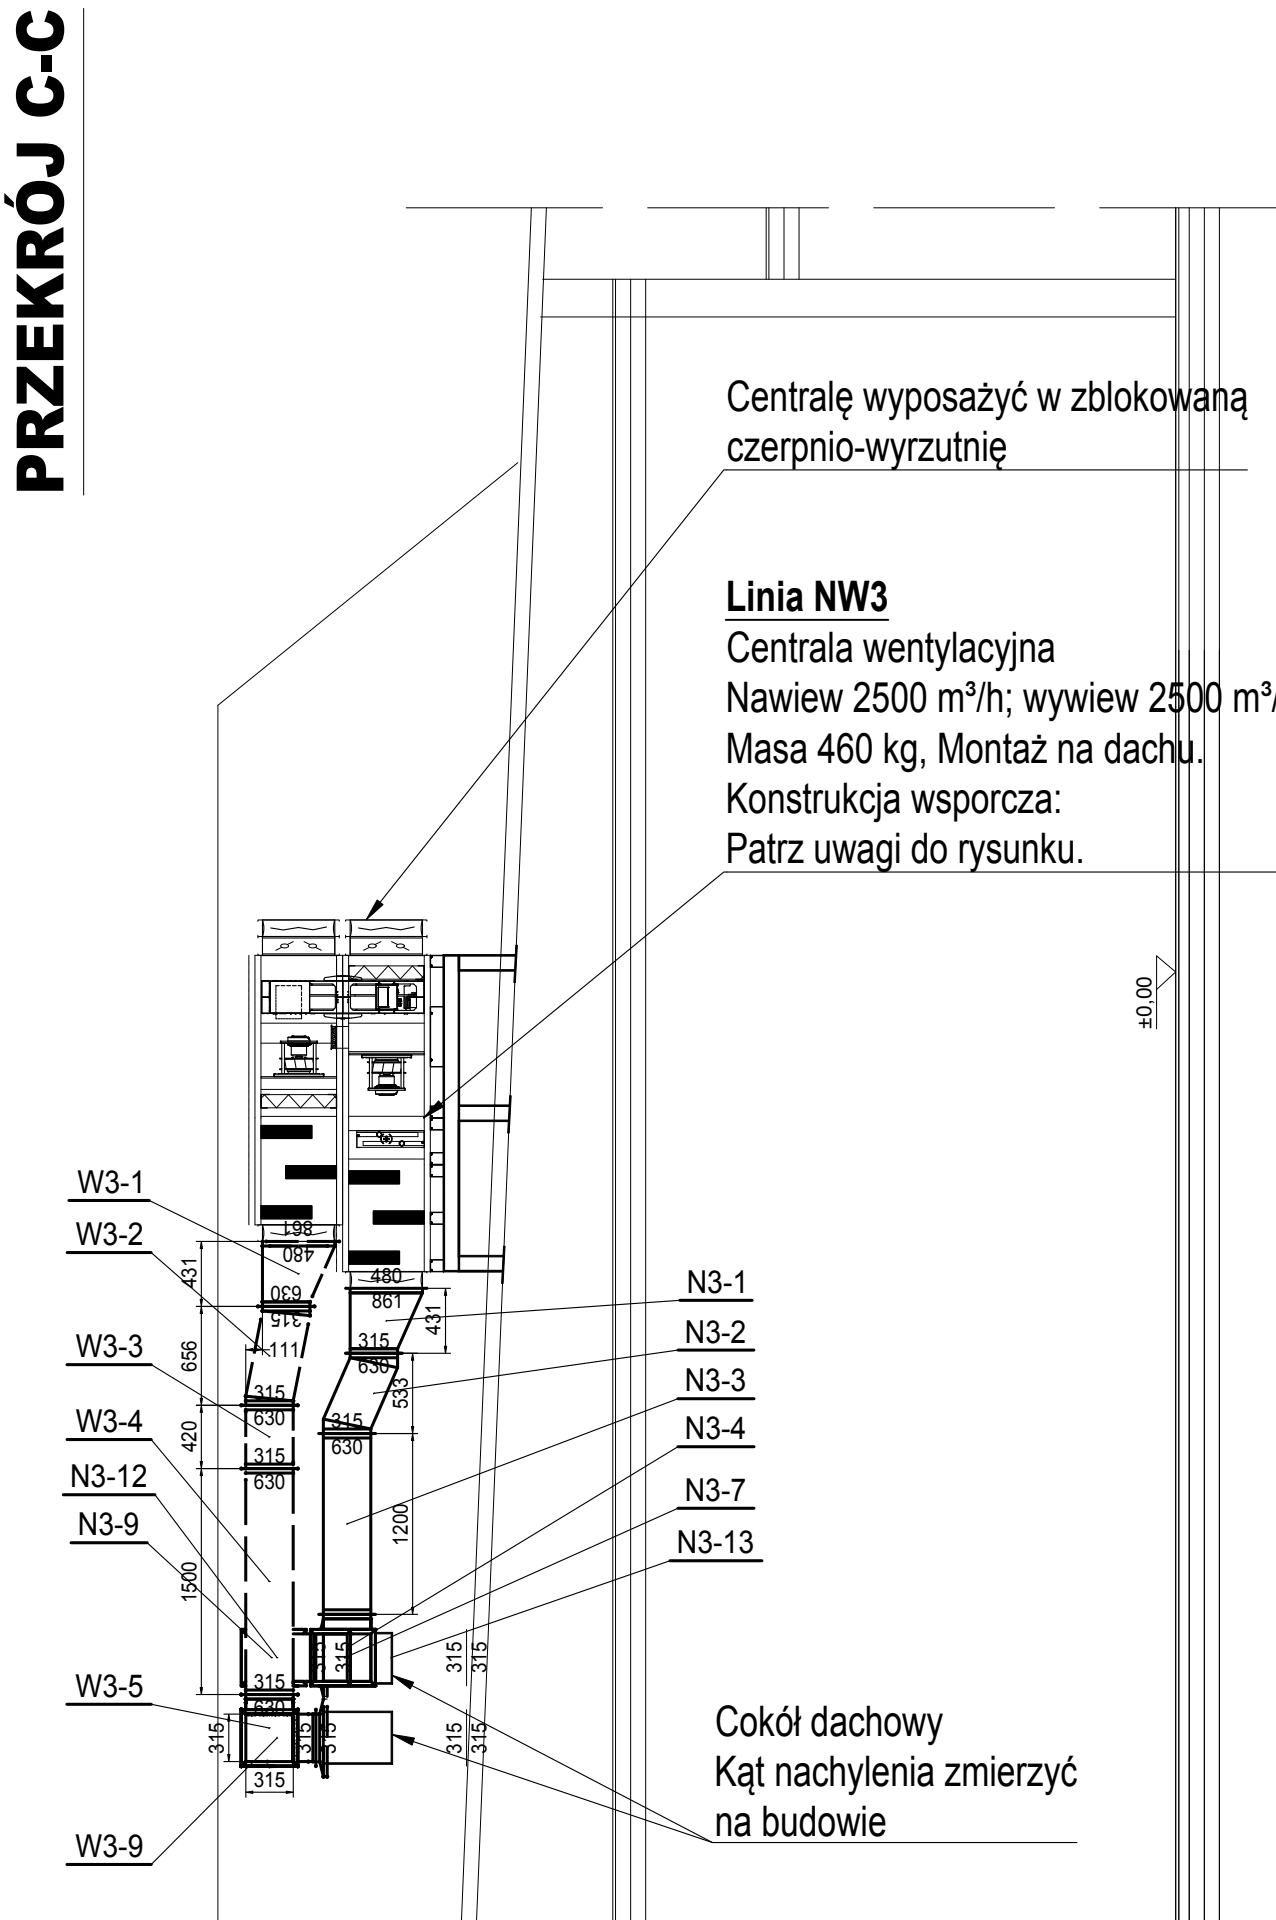 PRZEKRÓJ C-C
Centralę wyposażyć w zblokowaną
czerpnio-wyrzutnię
Linia NW3
Centrala wentylacyjna
Nawiew 2500 m³/h; wywiew 2500 m³/
Masa 460 kg, Montaż na dachu.
Konstrukcja wsporcza:
Patrz uwagi do rysunku.
±0,00
W3-1
W3-2
W3-3
W3-4
N3-12
N3-9
W3-5
W3-9
431
656
420
1500
315
315
861
480
630
315
111
315
630
315
630
315
630
315
315
480
861
431
315
630
533
315
630
1200
315
315
315
315
315
315
N3-1
N3-2
N3-3
N3-4
N3-7
N3-13
Cokół dachowy
Kąt nachylenia zmierzyć
na budowie